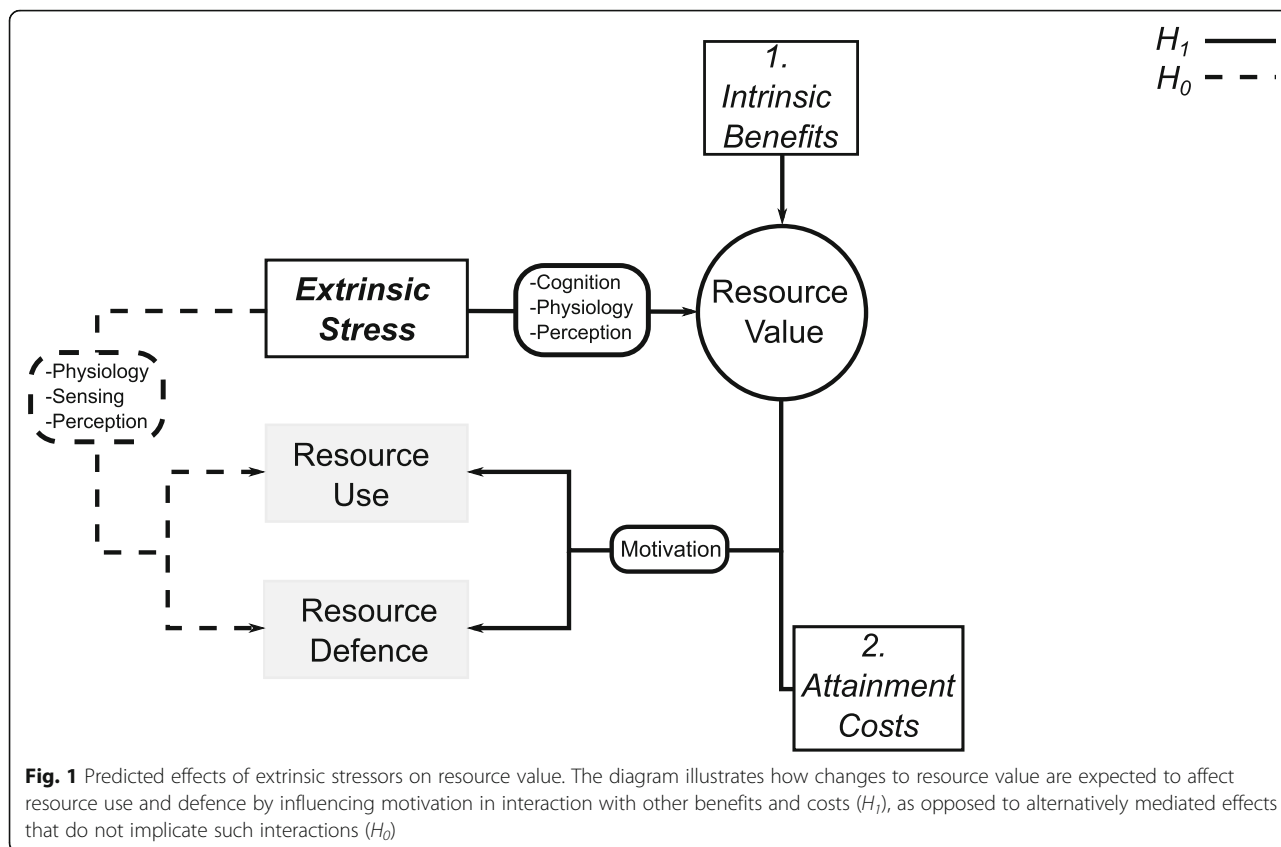 H1
H0
1.
Intrinsic
Benefits
Extrinsic
Stress
-Cognition
-Physiology
-Perception
Resource
Value
-Physiology
-Sensing
-Perception
Resource
Use
Motivation
Resource
Defence
2.
Attainment
Costs
Fig. 1 Predicted effects of extrinsic stressors on resource value. The diagram illustrates how changes to resource value are expected to affect
resource use and defence by influencing motivation in interaction with other benefits and costs (H1), as opposed to alternatively mediated effects
that do not implicate such interactions (H0)